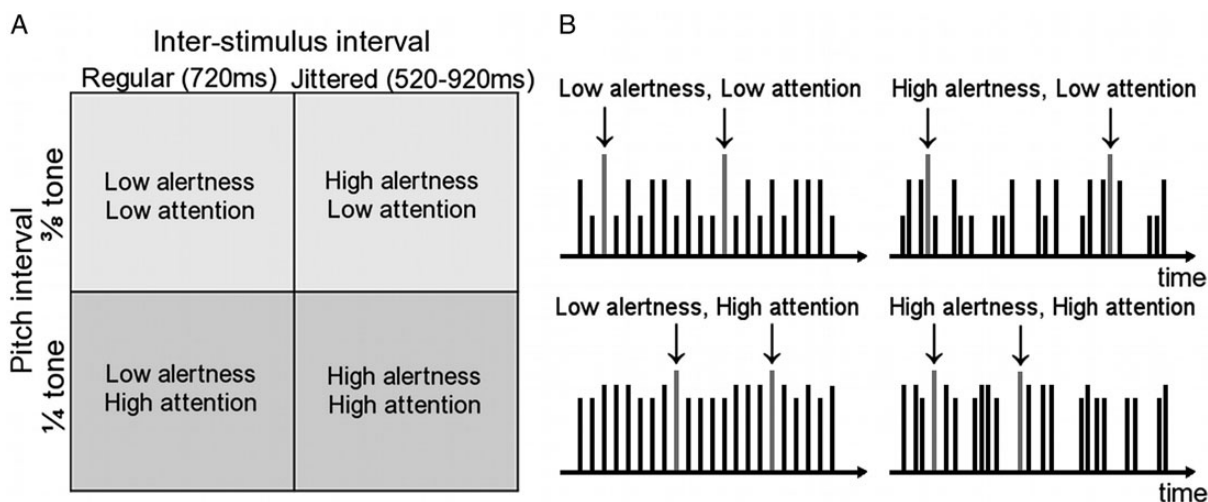 A
Inter-stimulus interval
Regular (720ms) Jittered (520-920ms)
Pitch interval
⅜ tone
¼ tone
Low alertness
Low attention
High alertness
Low attention
Low alertness
High attention
High alertness
High attention
B
Low alertness, Low attention
High alertness, Low attention
time
Low alertness, High attention
High alertness, High attention
time